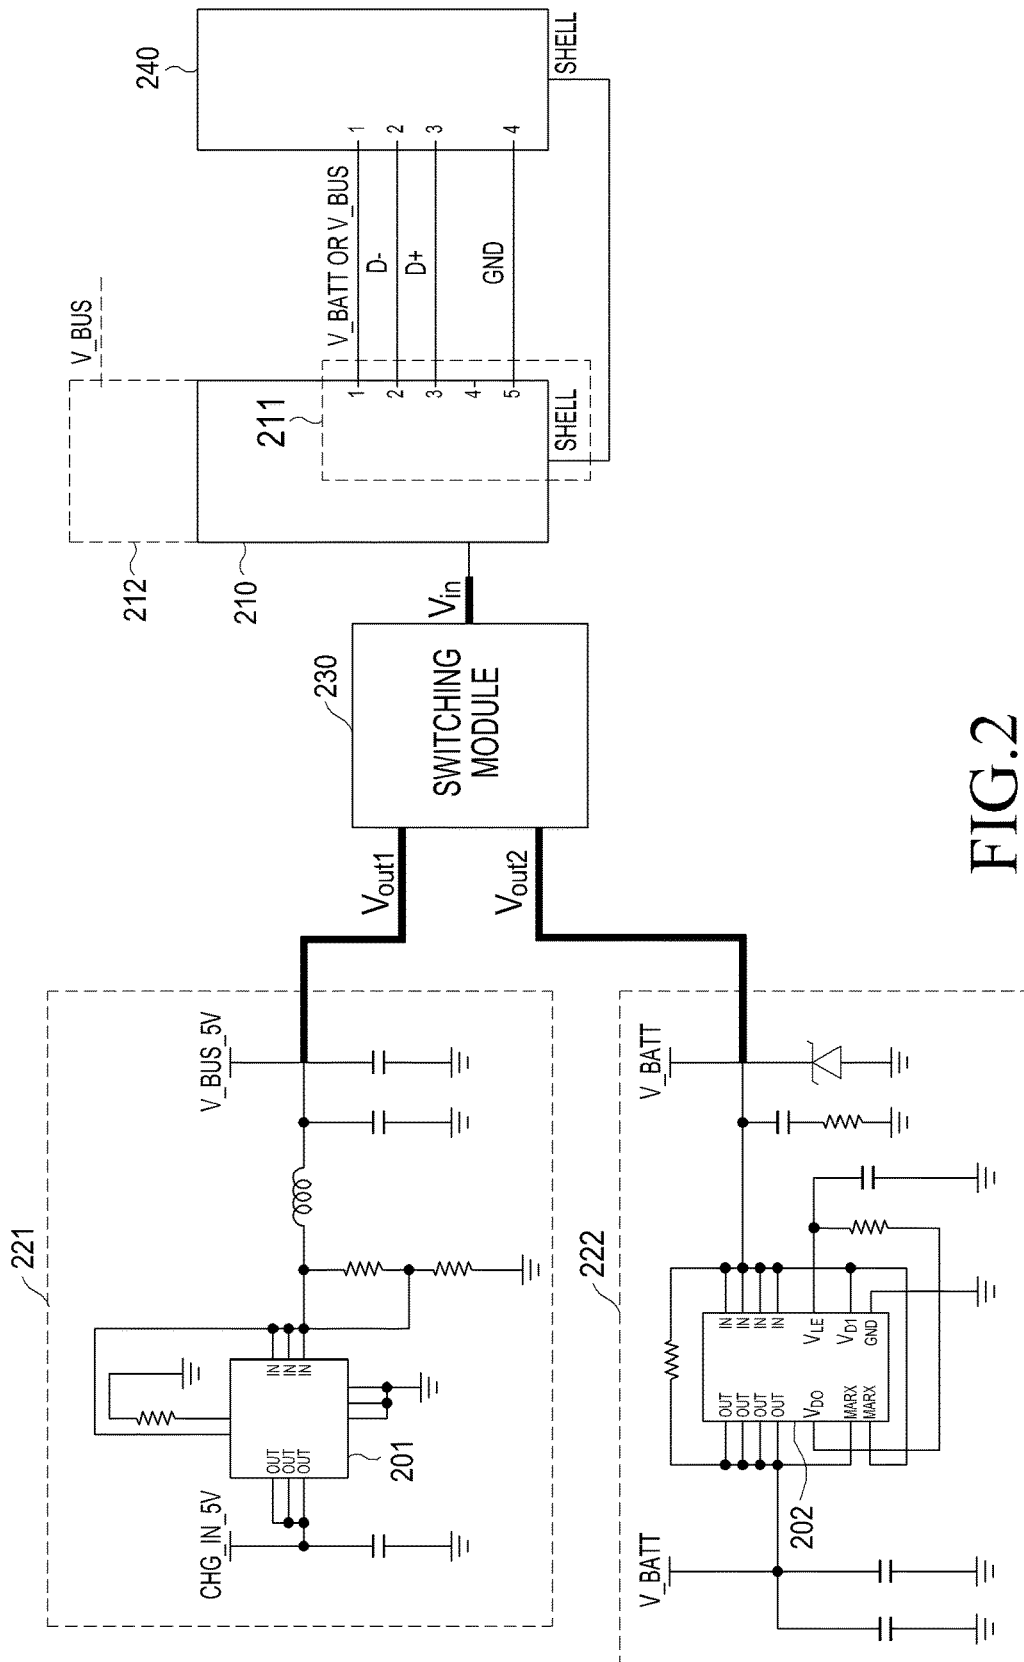 221
CHG_IN_5V
V_BUS_5V
OUT
OUT
OUT
IN
IN
IN
201
Vout1
Vout2
230
SWITCHING
MODULE
Vin
212
210
V_BUS
211
1
2
3
4
5
SHELL
V_BATT OR V_BUS
D-
D+
GND
240
1
2
3
4
SHELL
222
V_BATT
V_BATT
202
OUT
OUT
OUT
OUT
VDO
MARX
MARX
IN
IN
IN
IN
VLE
VD1
GND
FIG.2